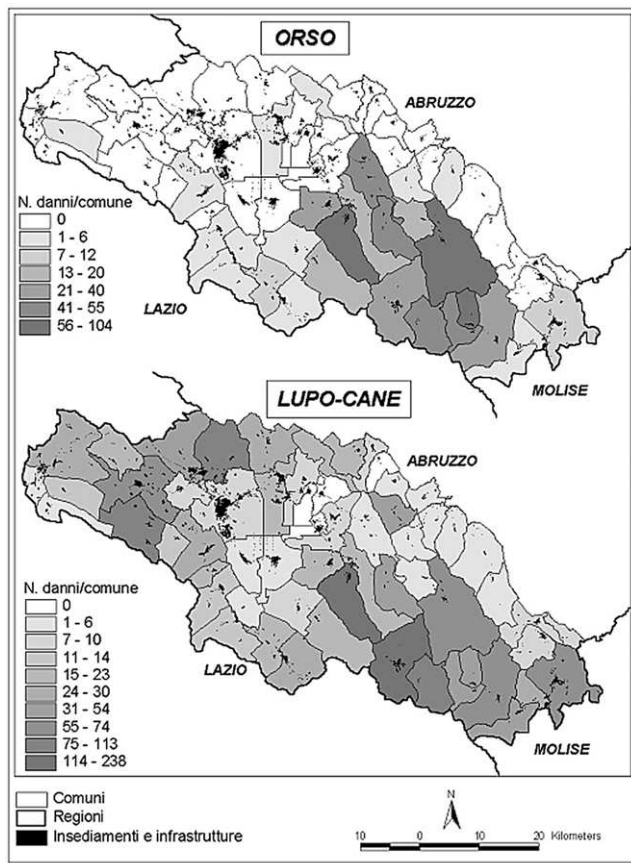 ORSO
ABRUZZO
N. danni/comune
0
1 - 6
7 - 12
13 - 20
21 - 40
41 - 55
56 - 104
LAZIO
MOLISE
LUPO-CANE
ABRUZZO
N. danni/comune
0
1 - 6
7 - 10
11 - 14
15 - 23
24 - 30
31 - 54
55 - 74
75 - 113
114 - 238
LAZIO
MOLISE
Comuni
Regioni
Insediamenti e infrastrutture
N
10 0 10 20 Kilometers